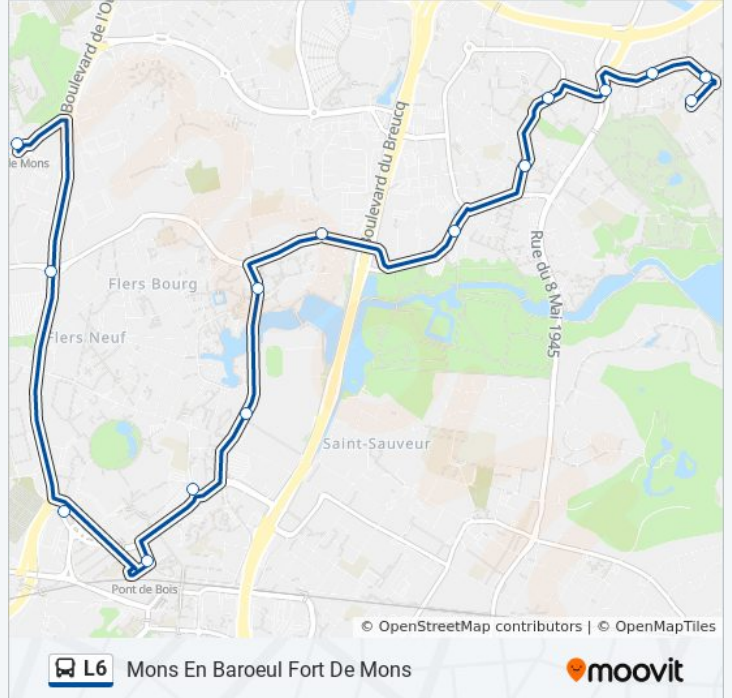 Boulevard de l'O
de Mons
Boulevard du Breucq
Rue du 8 Mai 1945
Flers Bourg
Flers Neuf
Saint-Sauveur
Pont de Bois
© OpenStreetMap contributors | © OpenMapTiles
L6 Mons En Baroeul Fort De Mons
moovit